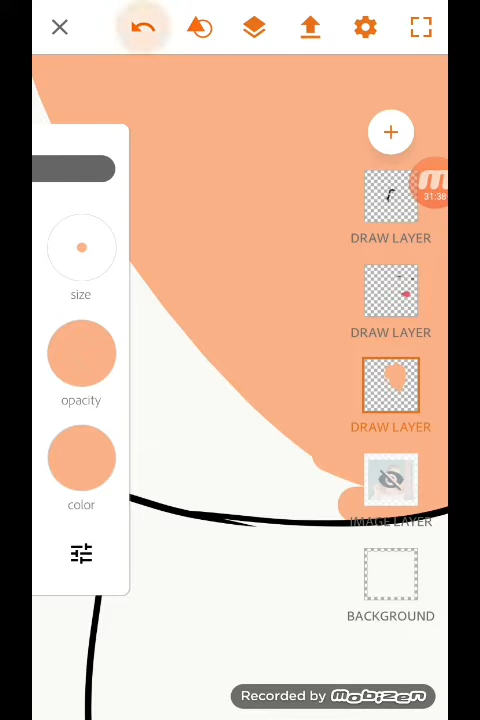 31:38
DRAW LAYER
size
DRAW LAYER
opacity
DRAW LAYER
color
IMAGE LAYER
BACKGROUND
Recorded by MOBIZEN